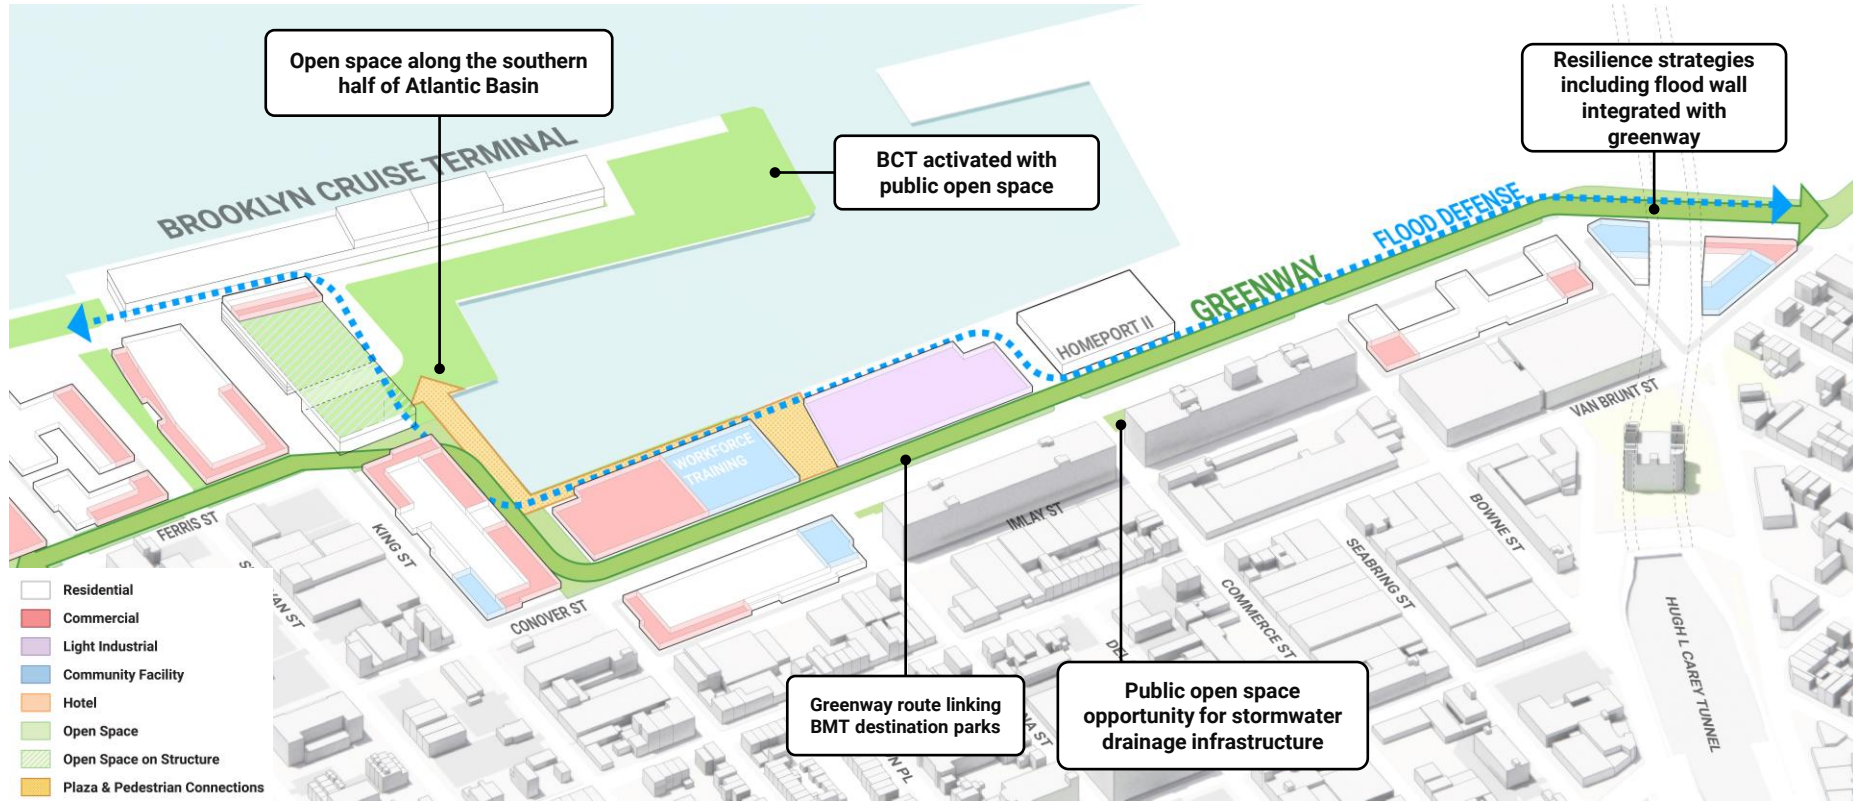 Open space along the southern
half of Atlantic Basin
BCT activated with
public open space
Resilience strategies
including flood wall
integrated with
greenway
BROOKLYN CRUISE TERMINAL
FLOOD DEFENSE
GREENWAY
HOMEPORT II
WORKFORCE
TRAINING
VAN BRUNT ST
FERRIS ST
KING ST
IMLAY ST
BOWNE ST
SEABRING ST
COMMERCE ST
CONOVER ST
HUGH L CAREY TUNNEL
Greenway route linking
BMT destination parks
Public open space
opportunity for stormwater
drainage infrastructure
Residential
Commercial
Light Industrial
Community Facility
Hotel
Open Space
Open Space on Structure
Plaza & Pedestrian Connections